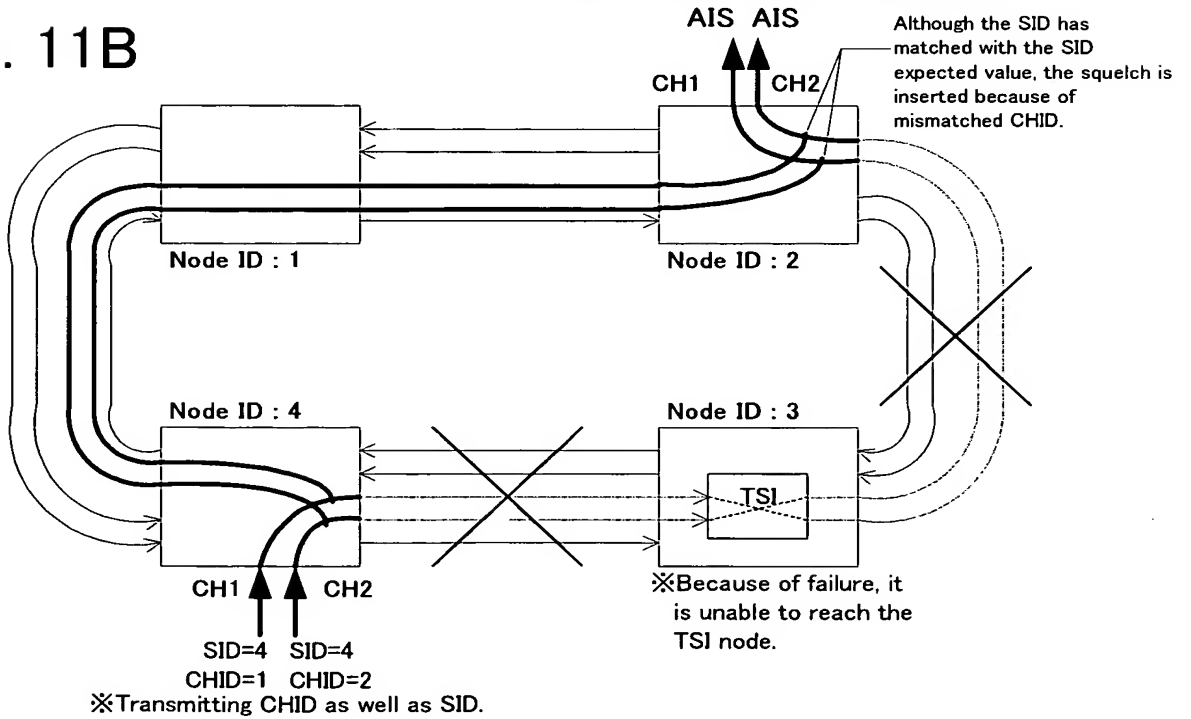 . 11B
AIS AIS
CH1 CH2
Although the SID has
matched with the SID
expected value, the squelch is
inserted because of
mismatched CHID.
Node ID : 1
Node ID : 2
Node ID : 4
Node ID : 3
TSI
CH1 CH2
SID=4 SID=4
CHID=1 CHID=2
※Transmitting CHID as well as SID.
※Because of failure, it
is unable to reach the
TSI node.